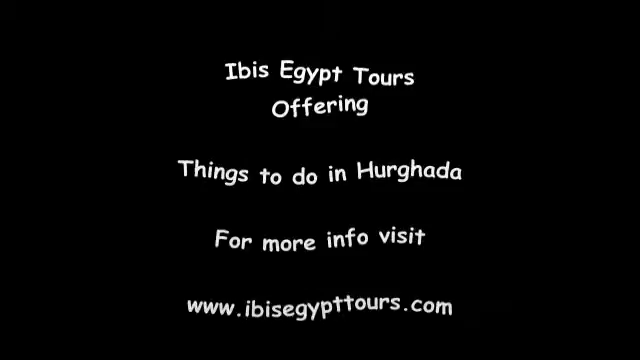 Ibis Egypt Tours
Offering
Things to do in Hurghada
For more info visit
www.ibisegypttours.com